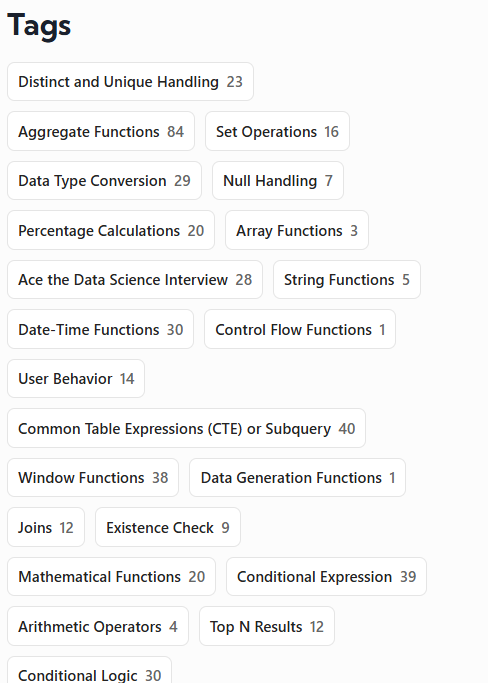 Tags
Distinct and Unique Handling 23
Aggregate Functions 84 Set Operations 16
Data Type Conversion 29 Null Handling 7
Percentage Calculations 20 Array Functions 3
Ace the Data Science Interview 28 String Functions 5
Date-Time Functions 30 Control Flow Functions 1
User Behavior 14
Common Table Expressions (CTE) or Subquery 40
Window Functions 38 Data Generation Functions 1
Joins 12 Existence Check 9
Mathematical Functions 20 Conditional Expression 39
Arithmetic Operators 4 Top N Results 12
Conditional Logic 30